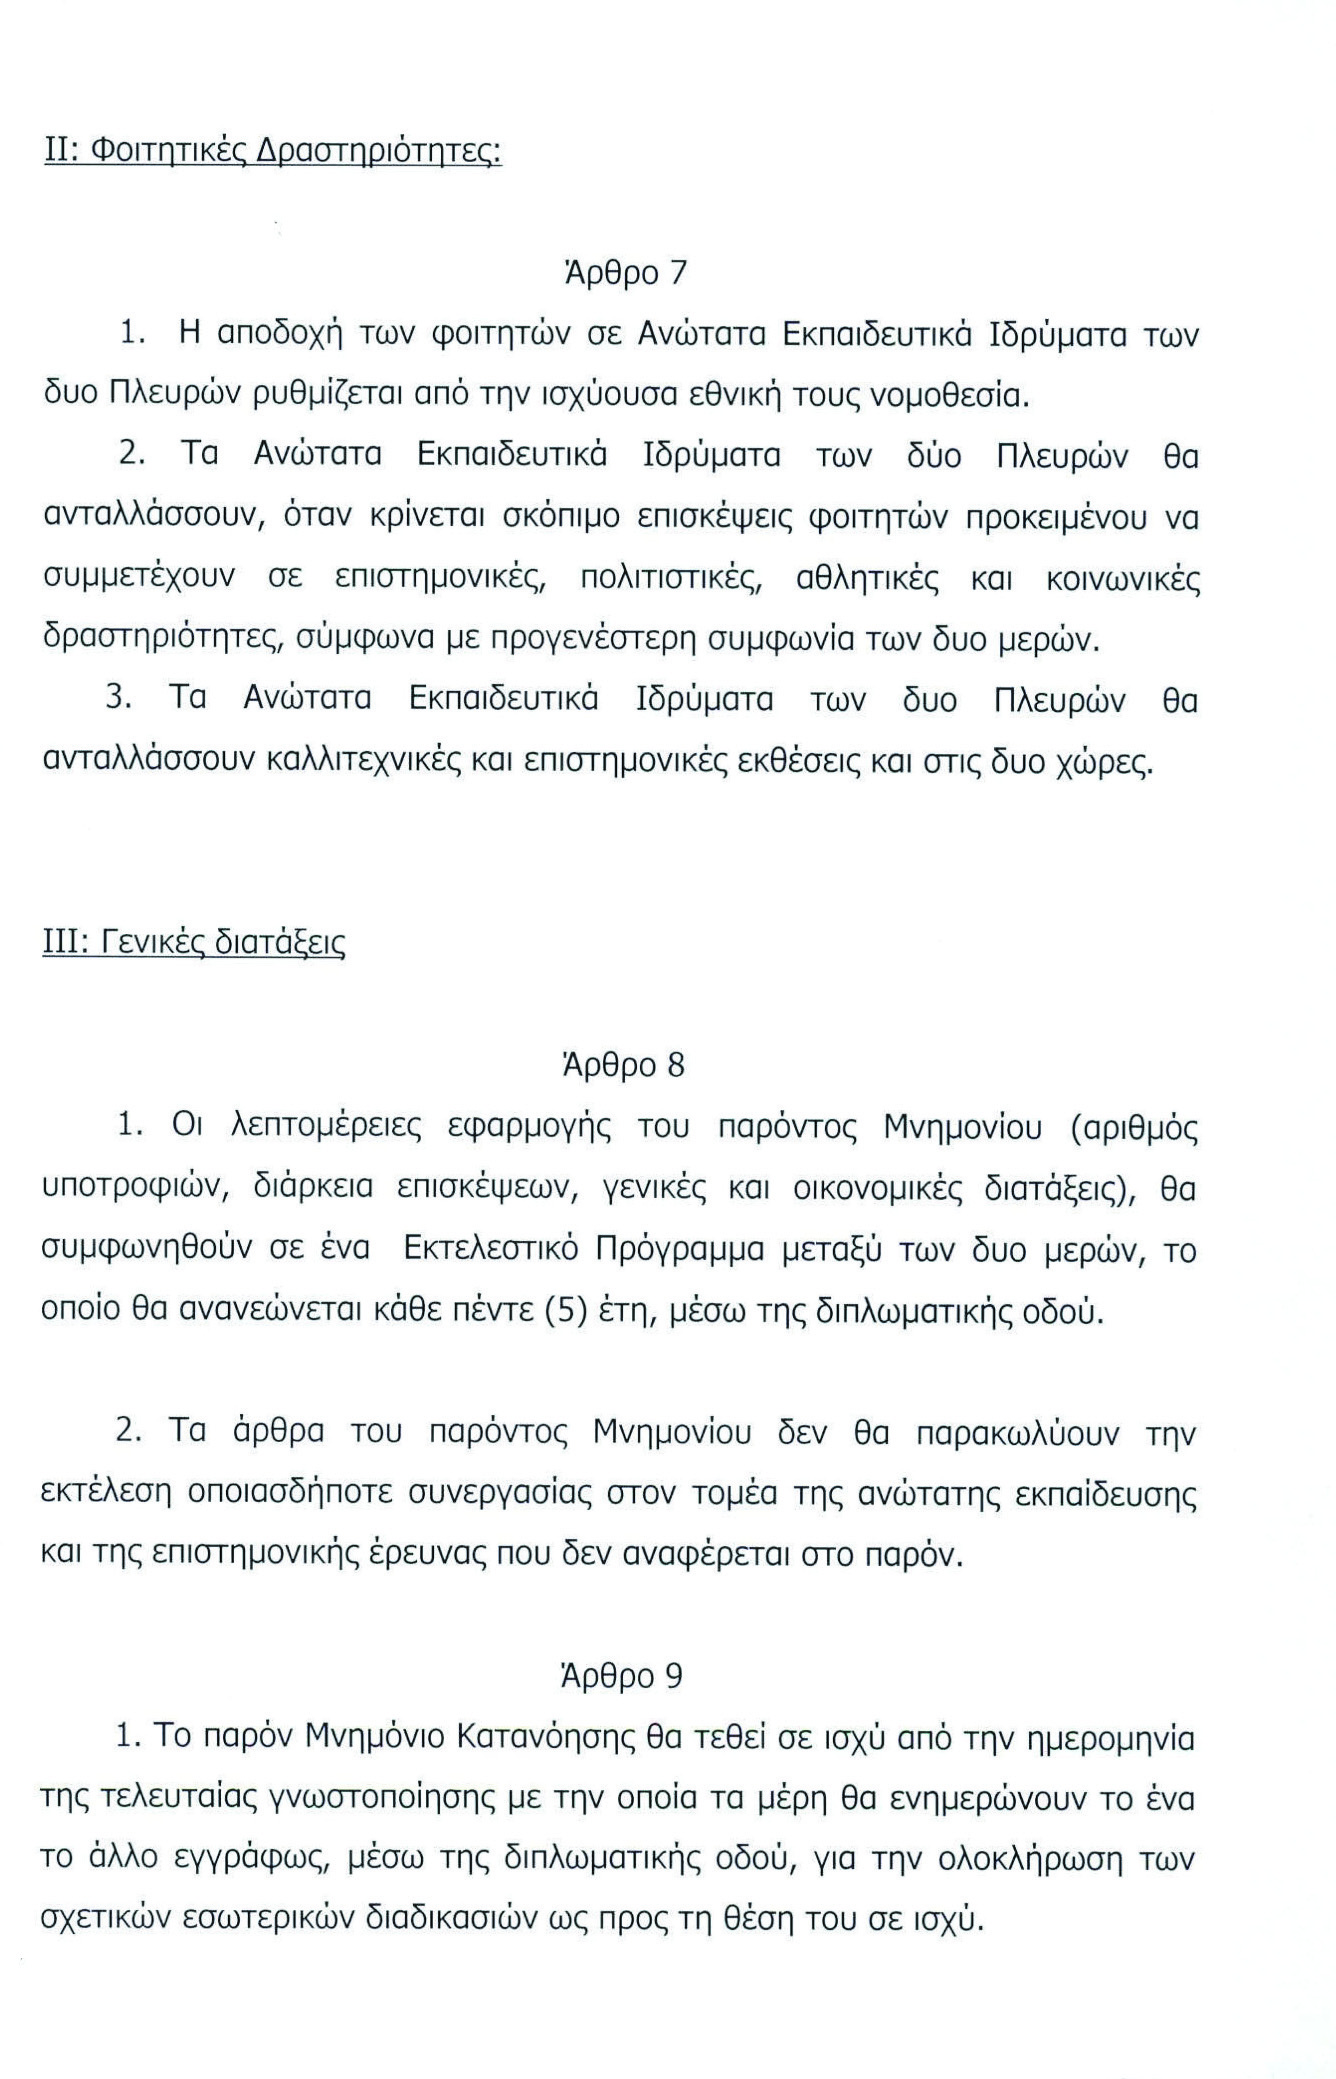 ΙΙ: Φοιτητικές Δραστηριότητες:
Άρθρο 7
1. Η αποδοχή των φοιτητών σε Ανώτατα Εκπαιδευτικά Ιδρύματα των
δυο Πλευρών ρυθμίζεται από την ισχύουσα εθνική τους νομοθεσία.
2. Τα Ανώτατα Εκπαιδευτικά Ιδρύματα των δύο Πλευρών θα
ανταλλάσσουν, όταν κρίνεται σκόπιμο επισκέψεις φοιτητών προκειμένου να
συμμετέχουν σε επιστημονικές, πολιτιστικές, αθλητικές και κοινωνικές
δραστηριότητες, σύμφωνα με προγενέστερη συμφωνία των δυο μερών.
3. Τα Ανώτατα Εκπαιδευτικά Ιδρύματα των δυο Πλευρών θα
ανταλλάσσουν καλλιτεχνικές και επιστημονικές εκθέσεις και στις δυο χώρες.
ΙΙΙ: Γενικές διατάξεις
Άρθρο 8
1. Οι λεπτομέρειες εφαρμογής του παρόντος Μνημονίου (αριθμός
υποτροφιών, διάρκεια επισκέψεων, γενικές και οικονομικές διατάξεις), θα
συμφωνηθούν σε ένα Εκτελεστικό Πρόγραμμα μεταξύ των δυο μερών, το
οποίο θα ανανεώνεται κάθε πέντε (5) έτη, μέσω της διπλωματικής οδού.
2. Τα άρθρα του παρόντος Μνημονίου δεν θα παρακωλύουν την
εκτέλεση οποιασδήποτε συνεργασίας στον τομέα της ανώτατης εκπαίδευσης
και της επιστημονικής έρευνας που δεν αναφέρεται στο παρόν.
Άρθρο 9
1. Το παρόν Μνημόνιο Κατανόησης θα τεθεί σε ισχύ από την ημερομηνία
της τελευταίας γνωστοποίησης με την οποία τα μέρη θα ενημερώνουν το ένα
το άλλο εγγράφως, μέσω της διπλωματικής οδού, για την ολοκλήρωση των
σχετικών εσωτερικών διαδικασιών ως προς τη θέση του σε ισχύ.